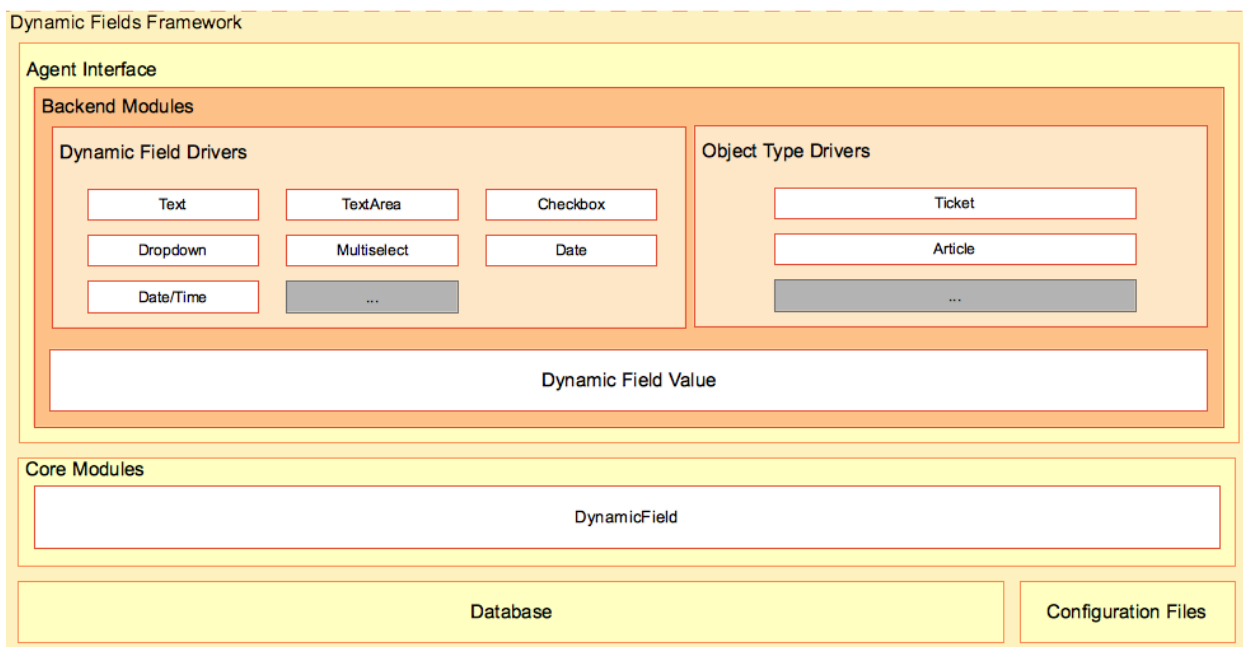 Dynamic Fields Framework
Agent Interface
Backend Modules
Dynamic Field Drivers
Object Type Drivers
Text
TextArea
Checkbox
Ticket
Dropdown
Multiselect
Date
Article
Date/Time
...
...
Dynamic Field Value
Core Modules
DynamicField
Database
Configuration Files